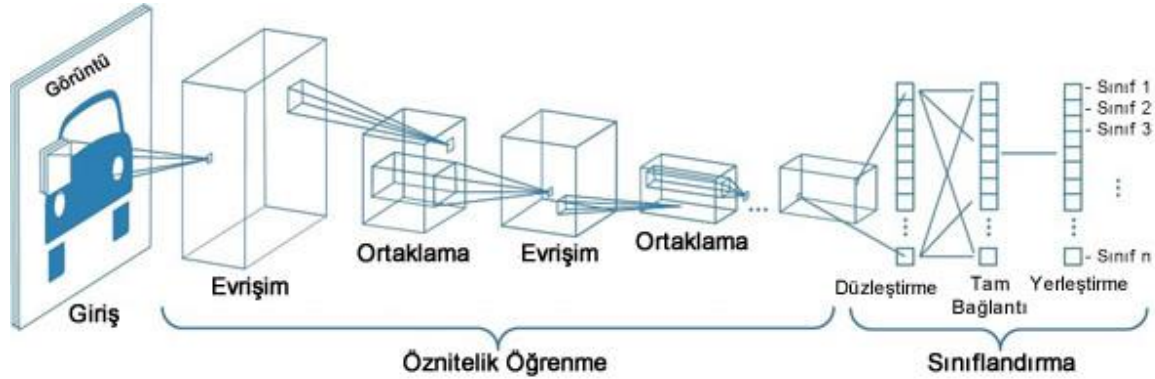 Görüntü
Giriş
Evrişim
Ortaklama
Evrişim
Ortaklama
...
Düzleştirme
Tam
Bağlantı
Yerleştirme
- Sınıf 1
- Sınıf 2
- Sınıf 3
- Sınıf n
Öznitelik Öğrenme
Sınıflandırma